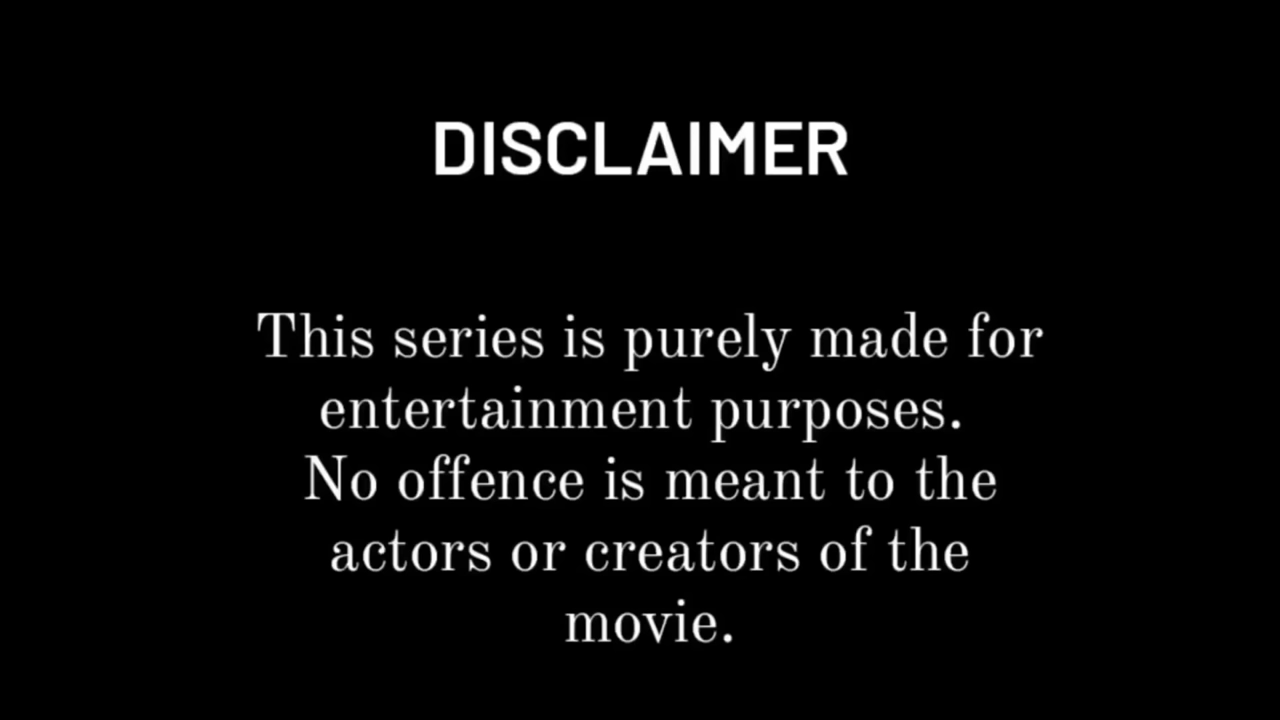 DISCLAIMER
This series is purely made for
entertainment purposes.
No offence is meant to the
actors or creators of the
movie.